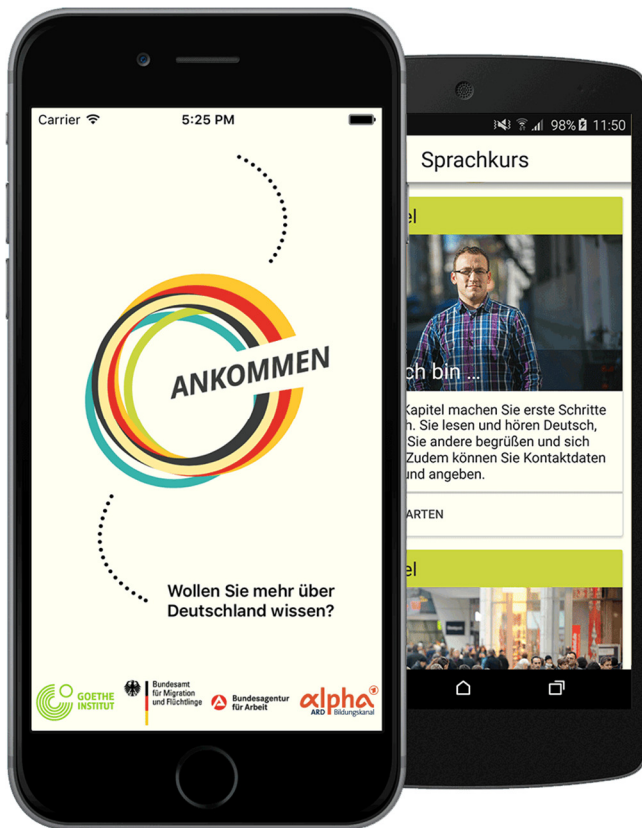 Carrier
5:25 PM
ANKOMMEN
Wollen Sie mehr über
Deutschland wissen?
GOETHE
INSTITUT
Bundesamt
für Migration
und Flüchtlinge
Bundesagentur
für Arbeit
alpha
ARD Bildungskanal
98% 11:50
Sprachkurs
el
ch bin ...
Kapitel machen Sie erste Schritte
h. Sie lesen und hören Deutsch,
Sie andere begrüßen und sich
Zudem können Sie Kontaktdaten
und angeben.
ARTEN
el